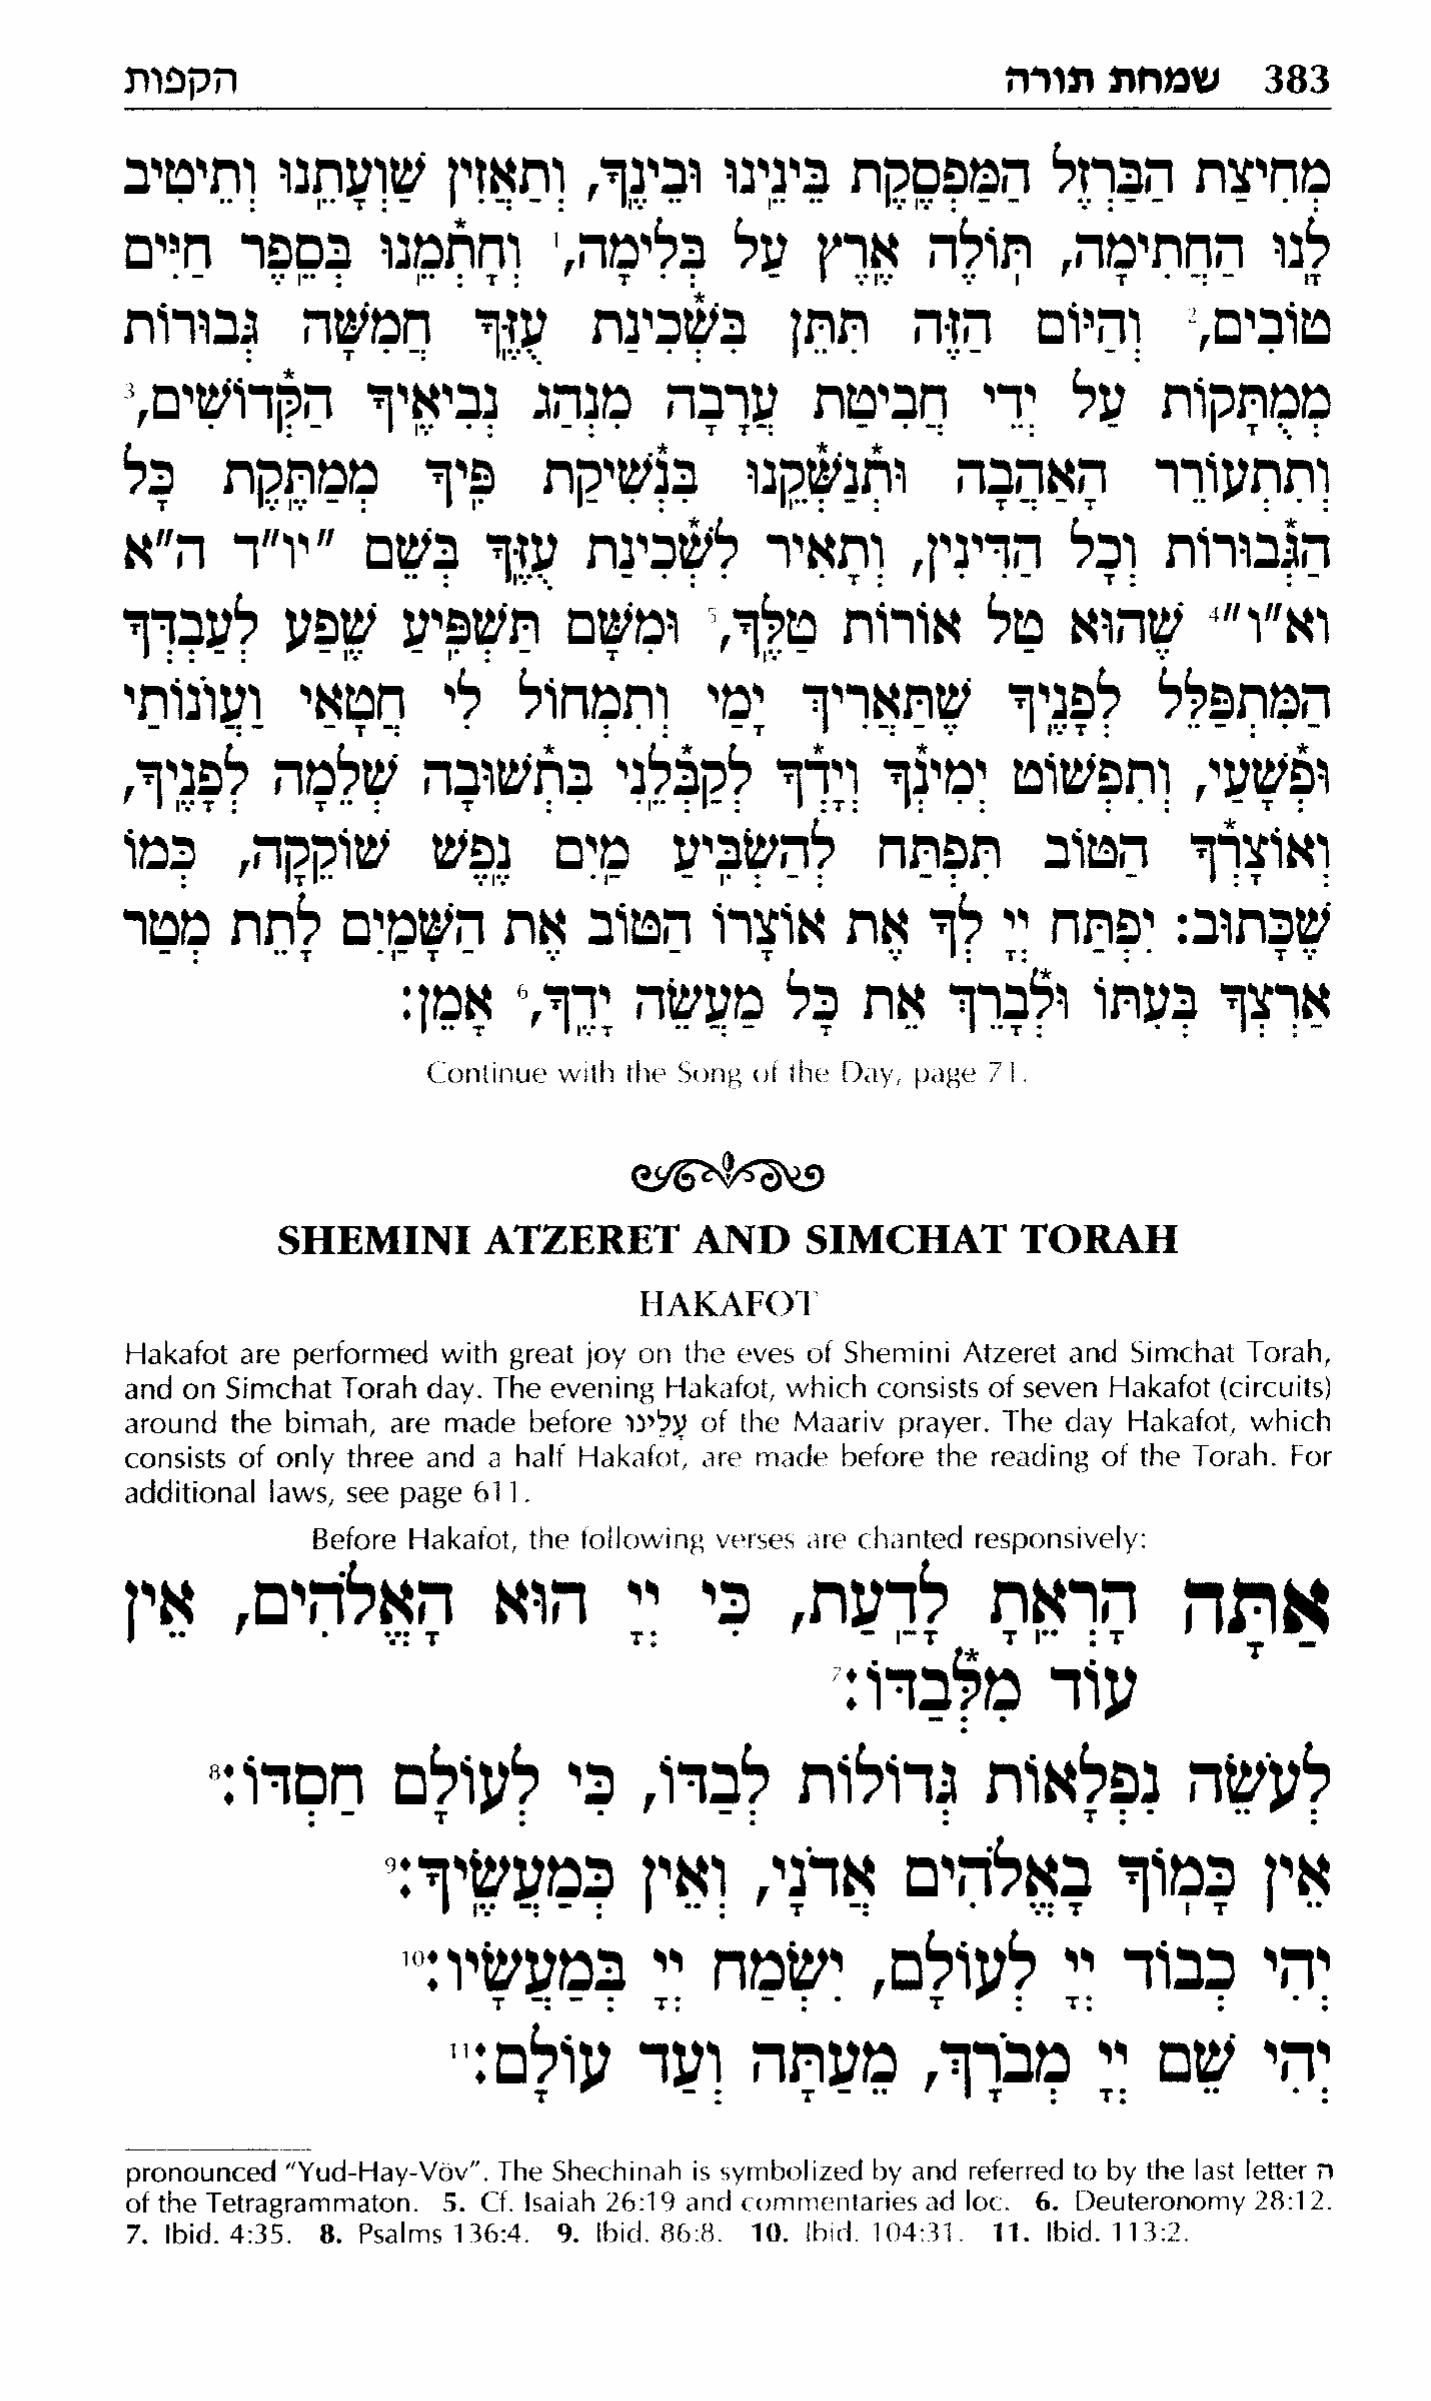 383 שמחת תורה הקפות
מְחִיצַת הַבַּרְזֶל הַמַּפְסֶקֶת בֵּינֵינוּ וּבֵינֶךָ, וְתַאֲזִין שַׁוְעָתֵנוּ וְתֵיטִיב
לָנוּ הַחֲתִימָה, תּוֹלֶה אֶרֶץ עַל בְּלִימָה,¹ וְחָתְ*מֵנוּ בְּסֵפֶר חַיִּים
טוֹבִים,² וְהַיּוֹם הַזֶּה תִּתֵּן בִּשְׁ*כִינַת עֻזֶּךָ חֲמִשָּׁה גְּבוּרוֹת
מְמֻתָּקוֹת עַל יְדֵי חֲבִיטַת עֲרָבָה מִנְהַג נְבִיאֶיךָ הַקְּ*דוֹשִׁים,³
וְתִתְעוֹרֵר הָאַהֲבָה וּתְ*נַשְּׁ*קֵנוּ בִּנְ*שִׁיקַת פִּיךָ מְמַתֶּקֶת כָּל
הַגְּ*בוּרוֹת וְכָל הַדִּינִין, וְתָאִיר לִשְׁ*כִינַת עֻזֶּךָ בְּשֵׁם "יו"ד ה"א
וא"ו"⁴ שֶׁהוּא טַל אוֹרוֹת טַלֶּךָ,⁵ וּמִשָּׁם תַּשְׁפִּיעַ שֶׁפַע לְעַבְדְּךָ
הַמִּתְפַּלֵּל לְפָנֶיךָ שֶׁתַּאֲרִיךְ יָמַי וְתִמְחוֹל לִי חֲטָאַי וַעֲוֹנוֹתַי
וּפְ*שָׁעַי, וְתִפְשׁוֹט יְמִינְ*ךָ וְיָדְ*ךָ לְקַבְּ*לֵנִי בִּתְ*שׁוּבָה שְׁלֵמָה לְפָנֶיךָ,
וְאוֹצָרְ*ךָ הַטּוֹב תִּפְתַּח לְהַשְׂבִּיעַ מַיִם נֶפֶשׁ שׁוֹקֵקָה, כְּמוֹ
שֶׁכָּתוּב: יִפְתַּח יְיָ לְךָ אֶת אוֹצָרוֹ הַטּוֹב אֶת הַשָּׁמַיִם לָתֵת מְטַר
אַרְצְךָ בְּעִתּוֹ וּלְ*בָרֵךְ אֵת כָּל מַעֲשֵׂה יָדֶךָ,⁶ אָמֵן:
Continue with the Song of the Day, page 71.
SHEMINI ATZERET AND SIMCHAT TORAH
HAKAFOT
Hakafot are performed with great joy on the eves of Shemini Atzeret and Simchat Torah,
and on Simchat Torah day. The evening Hakafot, which consists of seven Hakafot (circuits)
around the bimah, are made before עָלֵינוּ of the Maariv prayer. The day Hakafot, which
consists of only three and a half Hakafot, are made before the reading of the Torah. For
additional laws, see page 611.
Before Hakafot, the following verses are chanted responsively:
אַתָּה הָרְאֵתָ לָדַעַת, כִּי יְיָ הוּא הָאֱלֹהִים, אֵין
עוֹד מִלְּ*בַדּוֹ:⁷
לְעֹשֵׂה נִפְלָאוֹת גְּדוֹלוֹת לְבַדּוֹ, כִּי לְעוֹלָם חַסְדּוֹ:⁸
אֵין כָּמוֹךָ בָאֱלֹהִים אֲדֹנָי, וְאֵין כְּמַעֲשֶׂיךָ:⁹
יְהִי כְבוֹד יְיָ לְעוֹלָם, יִשְׂמַח יְיָ בְּמַעֲשָׂיו:¹⁰
יְהִי שֵׁם יְיָ מְבֹרָךְ, מֵעַתָּה וְעַד עוֹלָם:¹¹
pronounced "Yud-Hay-Vöv". The Shechinah is symbolized by and referred to by the last letter ה
of the Tetragrammaton. 5. Cf. Isaiah 26:19 and commentaries ad loc. 6. Deuteronomy 28:12.
7. Ibid. 4:35. 8. Psalms 136:4. 9. Ibid. 86:8. 10. Ibid. 104:31. 11. Ibid. 113:2.